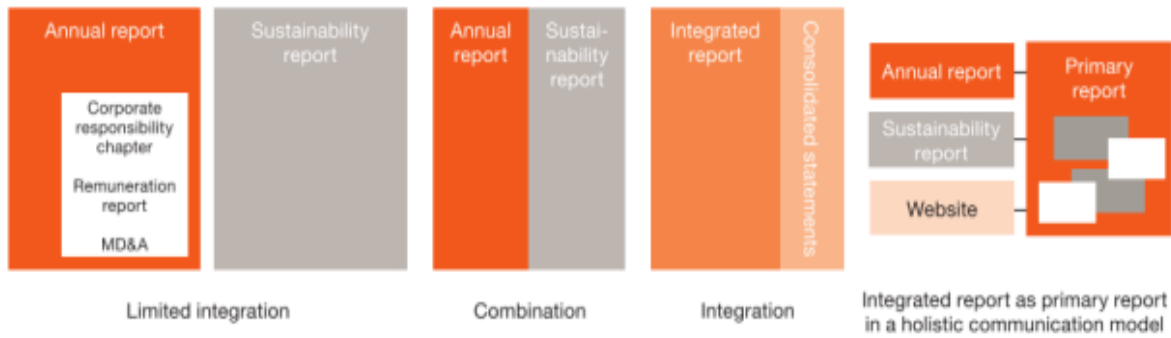 Annual report
Corporate
responsibility
chapter
Remuneration
report
MD&A
Sustainability
report
Limited integration
Annual
report
Sustai-
nability
report
Combination
Integrated
report
Consolidated statements
Integration
Annual report
Sustainability
report
Website
Primary
report
Integrated report as primary report
in a holistic communication model